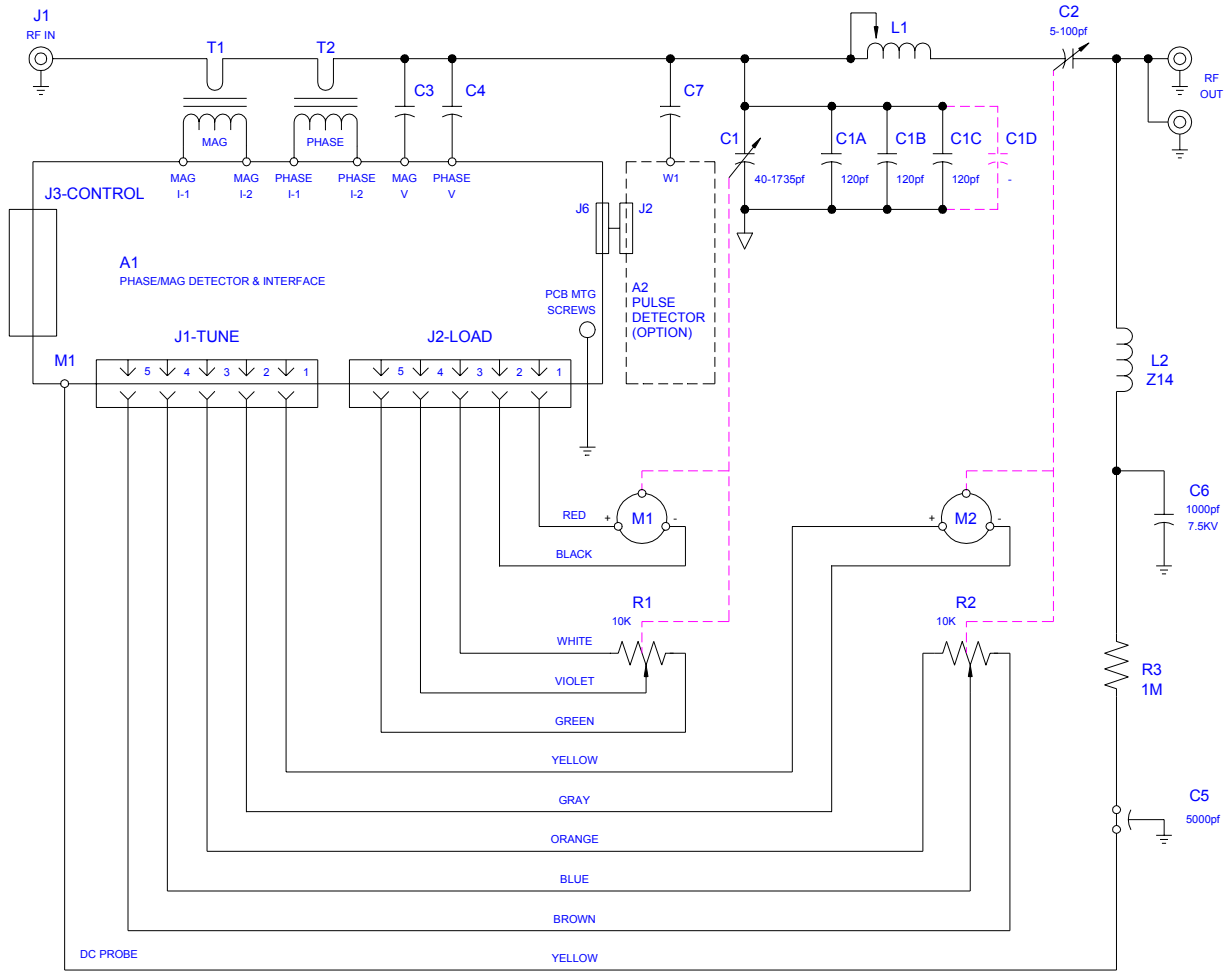 J1
RF IN
T1
T2
L1
C2
5-100pf
RF
OUT
C3
C4
C7
MAG
PHASE
C1
40-1735pf
C1A
120pf
C1B
120pf
C1C
120pf
C1D
-
MAG
I-1
MAG
I-2
PHASE
I-1
PHASE
I-2
MAG
V
PHASE
V
W1
J3-CONTROL
J6
J2
A1
PHASE/MAG DETECTOR & INTERFACE
PCB MTG
SCREWS
A2
PULSE
DETECTOR
(OPTION)
J1-TUNE
J2-LOAD
M1
5 4 3 2 1
5 4 3 2 1
L2
Z14
C6
1000pf
7.5KV
RED
+ M1 -
+ M2 -
BLACK
R1
10K
R2
10K
WHITE
VIOLET
GREEN
R3
1M
YELLOW
GRAY
C5
5000pf
ORANGE
BLUE
BROWN
DC PROBE
YELLOW